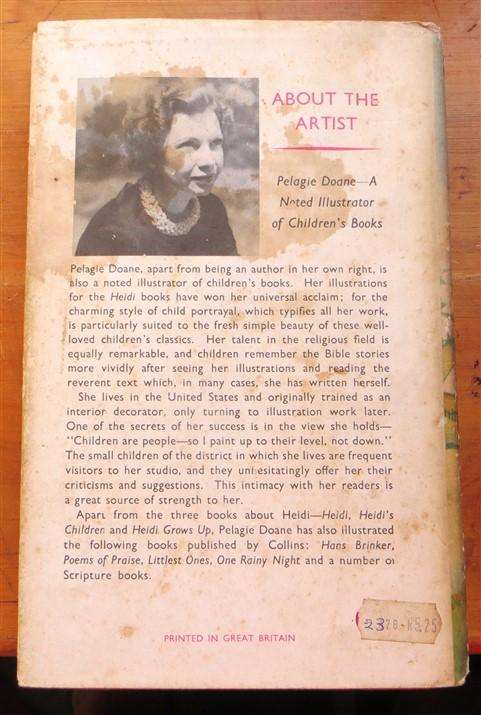 ABOUT THE
ARTIST
Pelagie Doane—A
Noted Illustrator
of Children's Books
Pelagie Doane, apart from being an author in her own right, is
also a noted illustrator of children's books. Her illustrations
for the Heidi books have won her universal acclaim; for the
charming style of child portrayal, which typifies all her work,
is particularly suited to the fresh simple beauty of these well-
loved children's classics. Her talent in the religious field is
equally remarkable, and children remember the Bible stories
more vividly after seeing her illustrations and reading the
reverent text which, in many cases, she has written herself.
She lives in the United States and originally trained as an
interior decorator, only turning to illustration work later.
One of the secrets of her success is in the view she holds—
"Children are people—so I paint up to their level, not down."
The small children of the district in which she lives are frequent
visitors to her studio, and they unhesitatingly offer her their
criticisms and suggestions. This intimacy with her readers is
a great source of strength to her.
Apart from the three books about Heidi—Heidi, Heidi's
Children and Heidi Grows Up, Pelagie Doane has also illustrated
the following books published by Collins: Hans Brinker,
Poems of Praise, Littlest Ones, One Rainy Night and a number of
Scripture books.
PRINTED IN GREAT BRITAIN